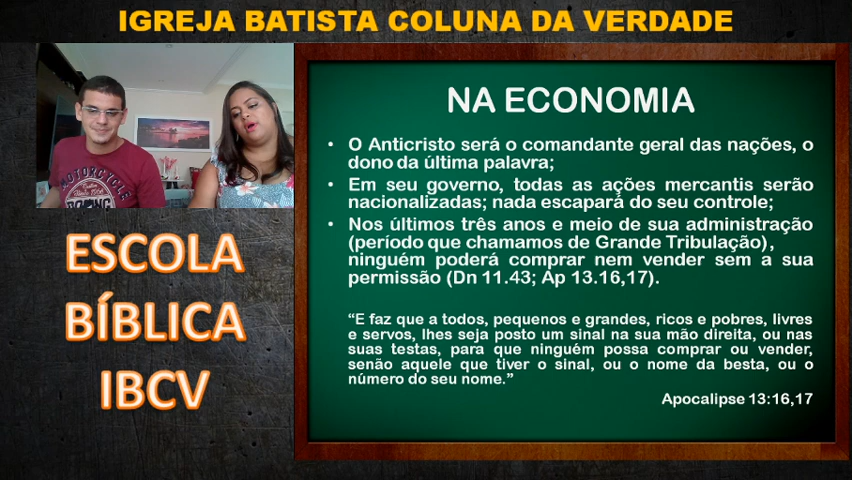 IGREJA BATISTA COLUNA DA VERDADE
MOTORCYCLE
ESCOLA
BÍBLICA
IBCV
NA ECONOMIA
• O Anticristo será o comandante geral das nações, o
dono da última palavra;
• Em seu governo, todas as ações mercantis serão
nacionalizadas; nada escapará do seu controle;
• Nos últimos três anos e meio de sua administração
(período que chamamos de Grande Tribulação),
ninguém poderá comprar nem vender sem a sua
permissão (Dn 11.43; Ap 13.16,17).
“E faz que a todos, pequenos e grandes, ricos e pobres, livres
e servos, lhes seja posto um sinal na sua mão direita, ou nas
suas testas, para que ninguém possa comprar ou vender,
senão aquele que tiver o sinal, ou o nome da besta, ou o
número do seu nome.”
Apocalipse 13:16,17